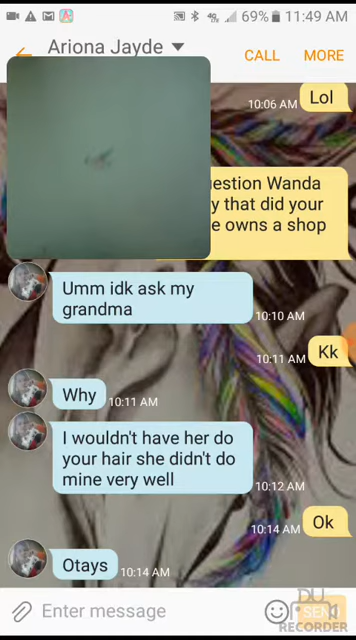 69% 11:49 AM
Ariona Jayde
CALL MORE
Lol
10:06 AM
estion Wanda
y that did your
e owns a shop
Umm idk ask my
grandma
10:10 AM
Kk
10:11 AM
Why
10:11 AM
I wouldn't have her do
your hair she didn't do
mine very well
10:12 AM
Ok
10:14 AM
Otays
10:14 AM
Enter message
SEND
DU
RECORDER